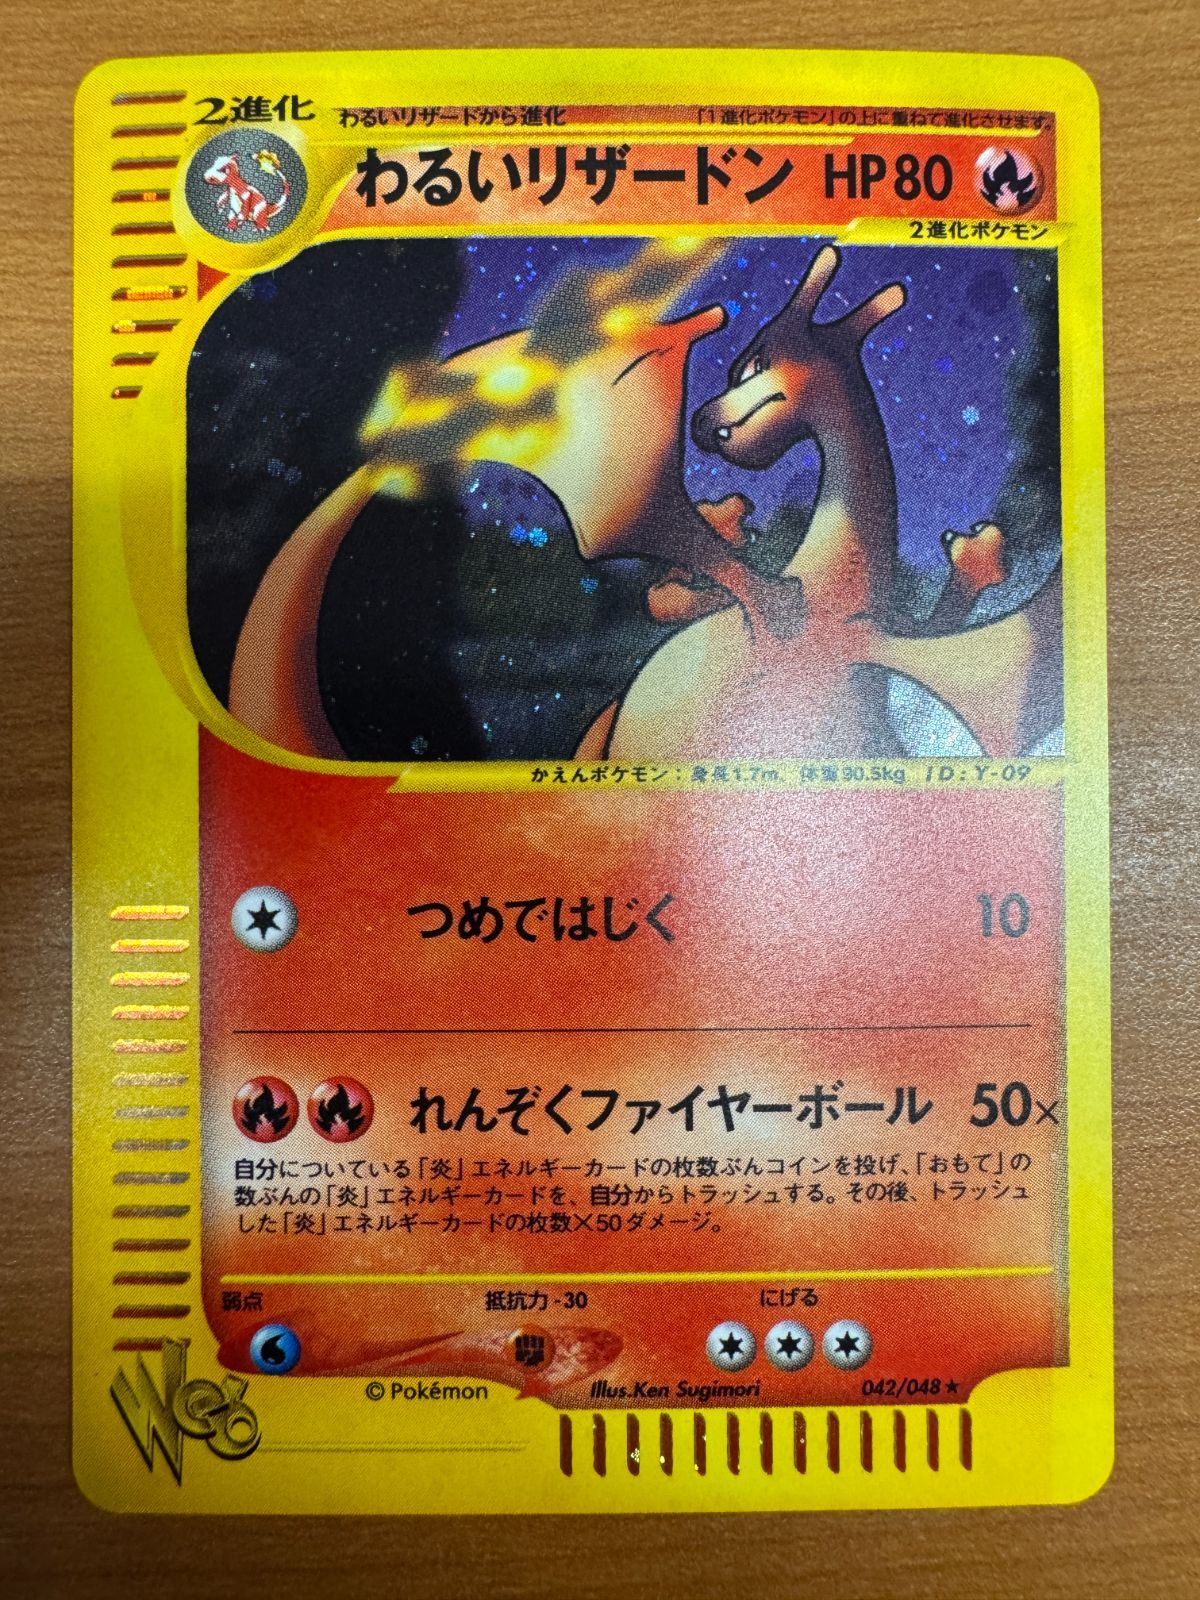 2進化
わるいリザードから進化
「1進化ポケモン」の上に重ねて進化させます。
わるいリザードン HP80
2進化ポケモン
かえんポケモン：身長1.7m、体重90.5kg ID:Y-09
つめではじく 10
れんぞくファイヤーボール 50×
自分についている「炎」エネルギーカードの枚数ぶんコインを投げ、「おもて」の
数ぶんの「炎」エネルギーカードを、自分からトラッシュする。その後、トラッシュ
した「炎」エネルギーカードの枚数×50ダメージ。
弱点 抵抗力 -30 にげる
Web
© Pokémon Illus.Ken Sugimori 042/048 ★